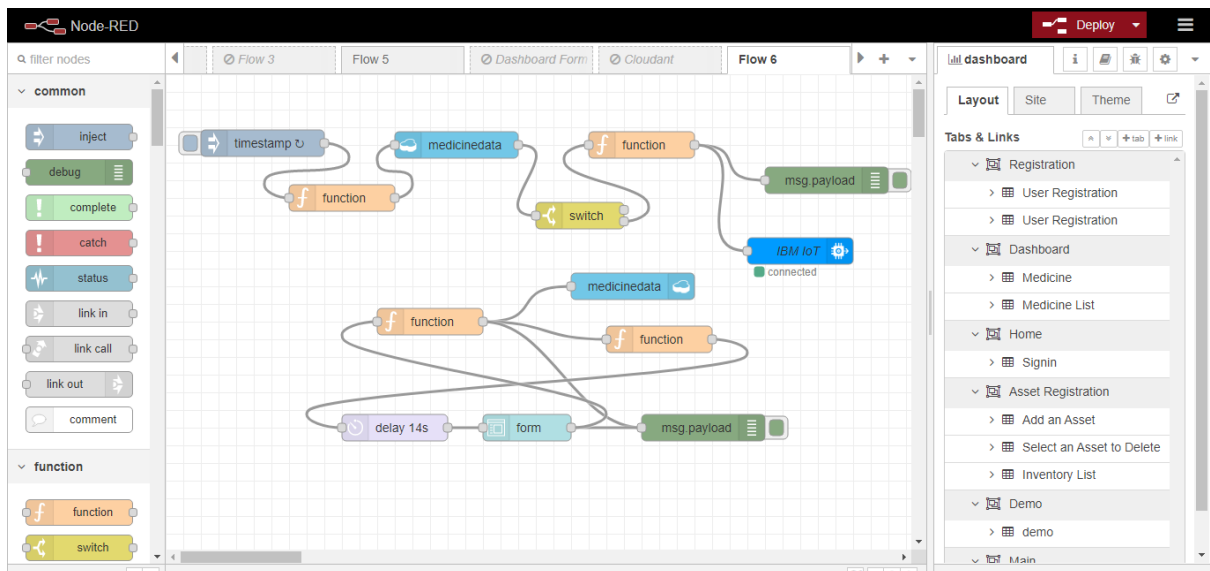 Node-RED
Deploy
filter nodes
Flow 3
Flow 5
Dashboard Form
Cloudant
Flow 6
dashboard
i
common
inject
debug
complete
catch
status
link in
link call
link out
comment
function
function
switch
timestamp ↻
function
medicinedata
switch
function
msg.payload
IBM IoT
connected
medicinedata
function
function
delay 14s
form
msg.payload
Layout
Site
Theme
Tabs & Links
+tab
+link
Registration
User Registration
User Registration
Dashboard
Medicine
Medicine List
Home
Signin
Asset Registration
Add an Asset
Select an Asset to Delete
Inventory List
Demo
demo
Main